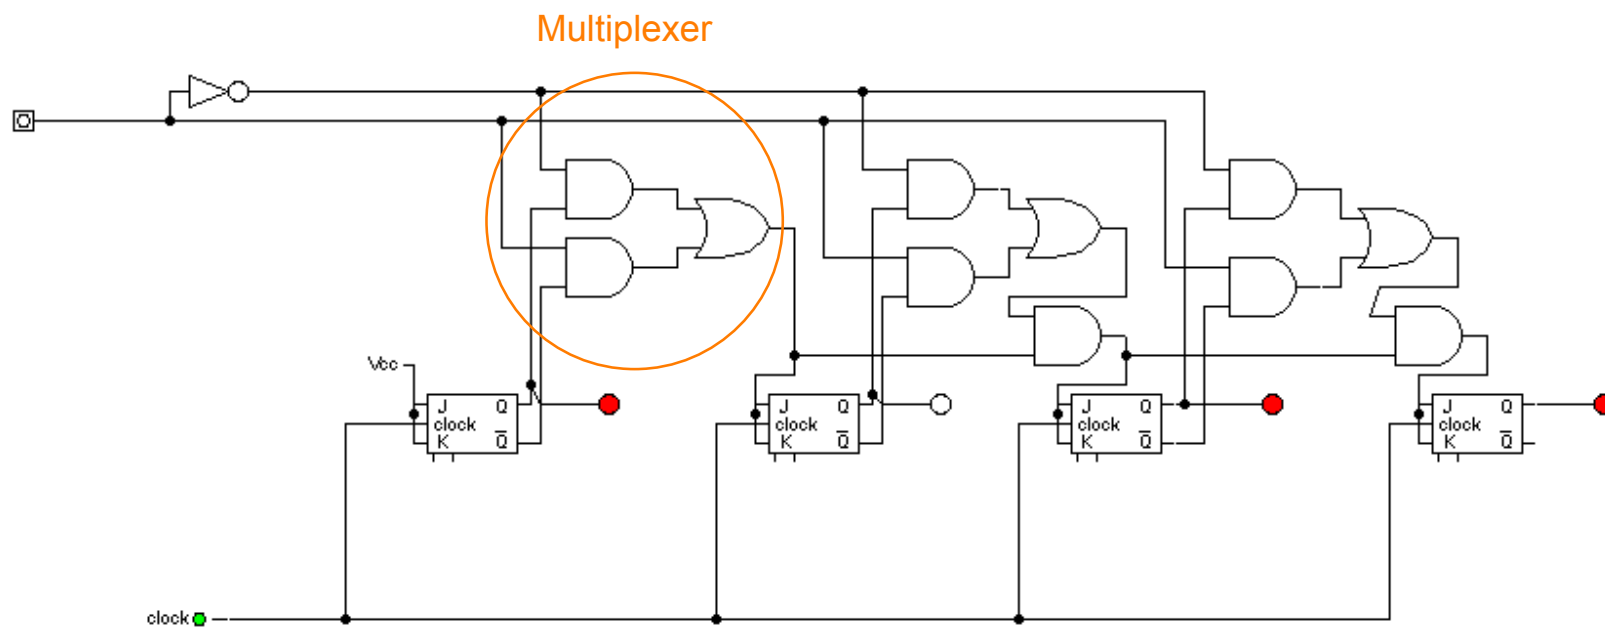 Multiplexer
Vcc
J Q
clock
K Q̅
J Q
clock
K Q̅
J Q
clock
K Q̅
J Q
clock
K Q̅
clock